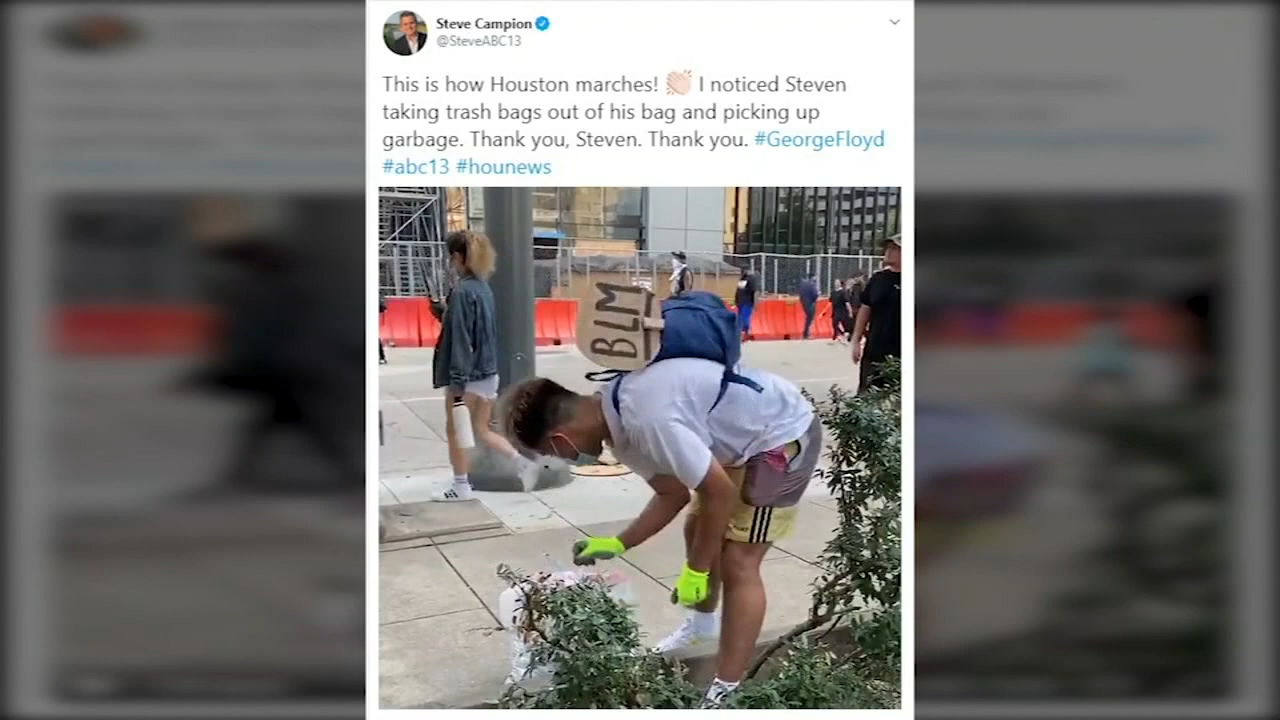 Steve Campion
@SteveABC13
This is how Houston marches! 👏🏻 I noticed Steven
taking trash bags out of his bag and picking up
garbage. Thank you, Steven. Thank you. #GeorgeFloyd
#abc13 #hounews
BLM